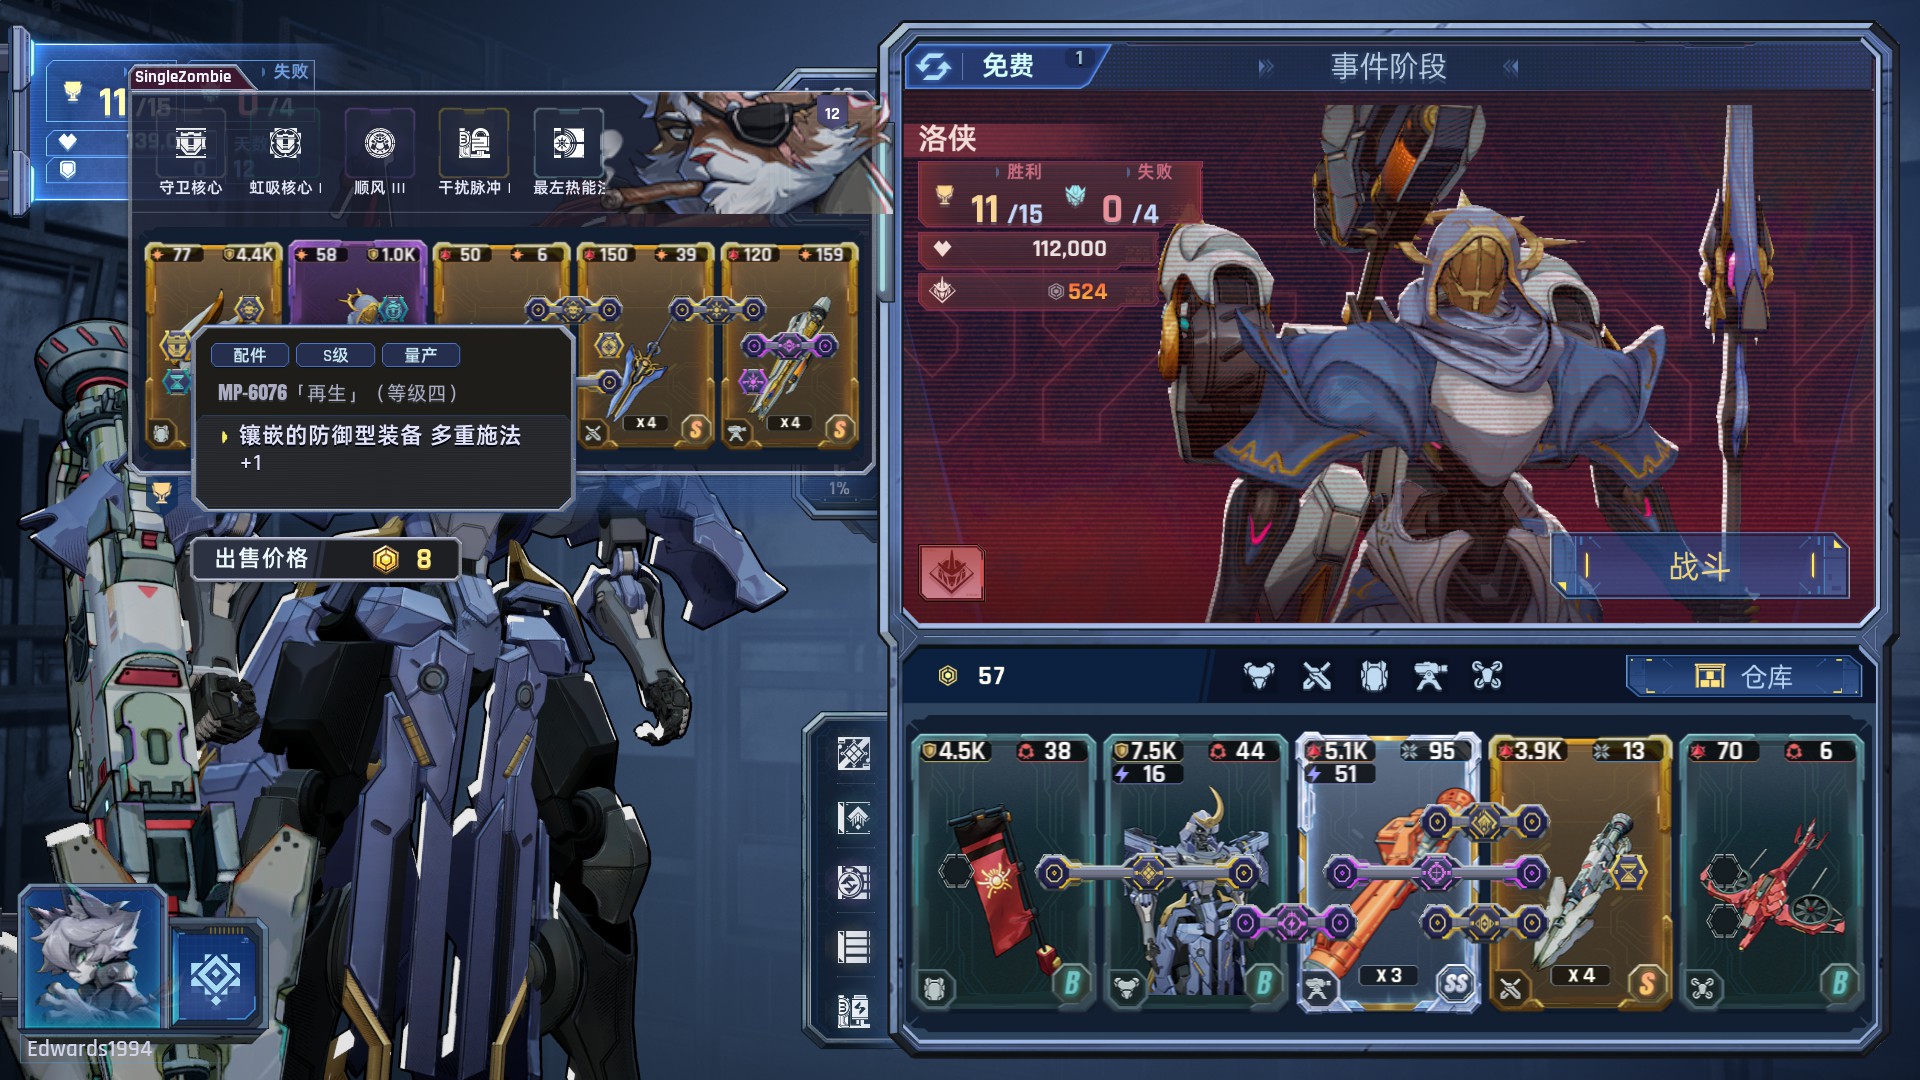 SingleZombie
失败
11
/15
0
/4
12
12
守卫核心
虹吸核心 I
顺风 III
干扰脉冲 I
最左热能
77
4.4K
58
1.0K
50
6
150
39
120
159
x4
S
x4
S
配件
S级
量产
MP-6076「再生」(等级四)
镶嵌的防御型装备 多重施法
+1
出售价格
8
1%
Edwards1994
免费
1
事件阶段
洛侠
胜利
失败
11
/15
0
/4
112,000
524
战斗
57
仓库
4.5K
38
7.5K
44
16
5.1K
95
51
3.9K
13
70
6
B
B
x3
SS
x4
S
B